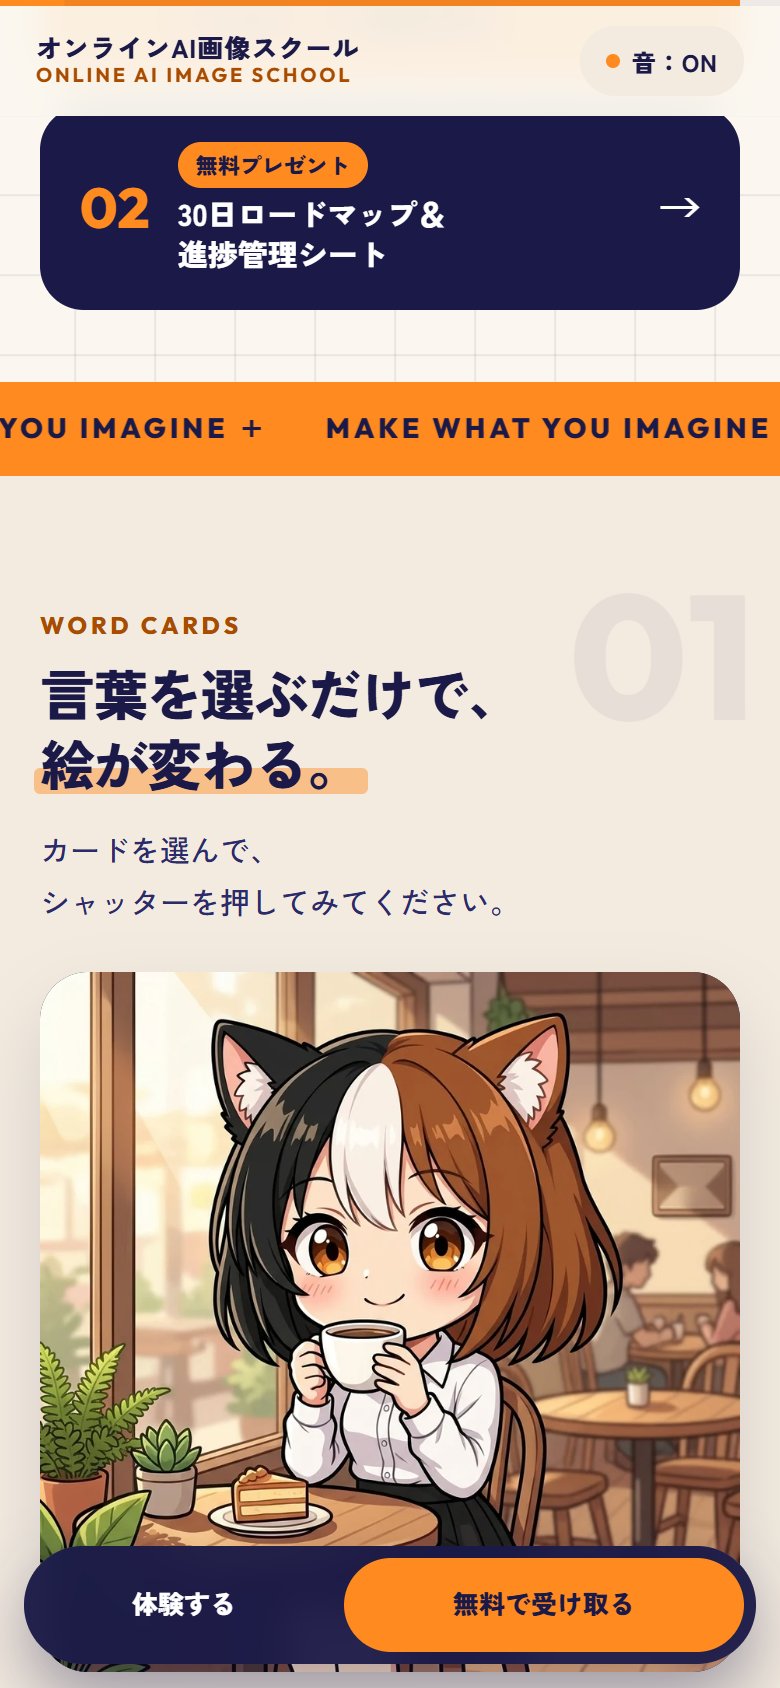 オンラインAI画像スクール
ONLINE AI IMAGE SCHOOL
音：ON
無料プレゼント
02
30日ロードマップ＆
進捗管理シート
→
YOU IMAGINE + MAKE WHAT YOU IMAGINE
01
WORD CARDS
言葉を選ぶだけで、
絵が変わる。
カードを選んで、
シャッターを押してみてください。
体験する
無料で受け取る